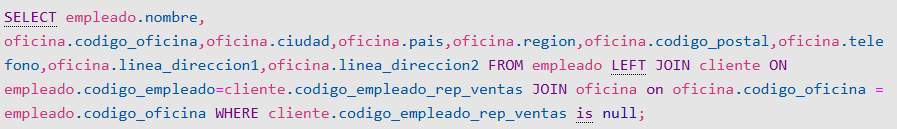 SELECT empleado.nombre,
oficina.codigo_oficina,oficina.ciudad,oficina.pais,oficina.region,oficina.codigo_postal,oficina.tele
fono,oficina.linea_direccion1,oficina.linea_direccion2 FROM empleado LEFT JOIN cliente ON
empleado.codigo_empleado=cliente.codigo_empleado_rep_ventas JOIN oficina on oficina.codigo_oficina =
empleado.codigo_oficina WHERE cliente.codigo_empleado_rep_ventas is null;